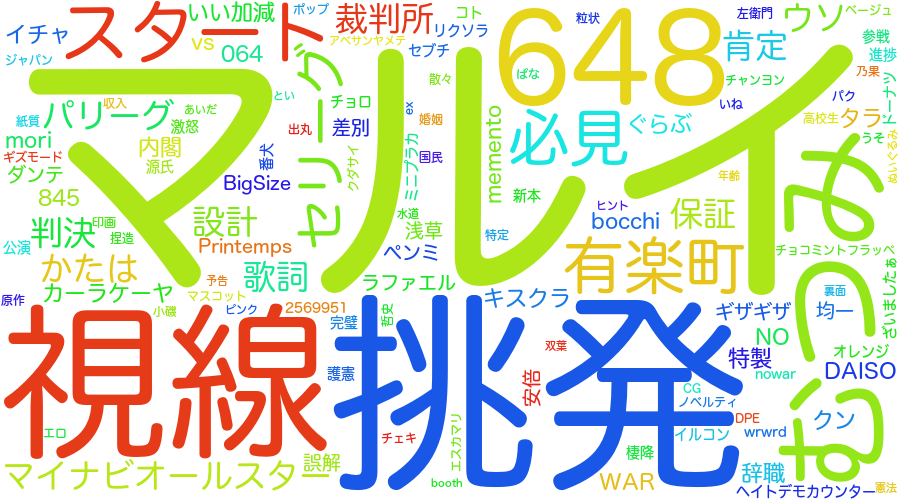 いい加減
スタート
裁判所
ポップ
コト
粒状
左衛門
ウソ
ベージュ
イチャ
vs
064
アベサンヤメテ
リクソラ
セブチ
648
肯定
参戦
進捗
ジャパン
マルイ
セリーグ
散々
ぱな
チャンヨン
乃果
パリーグ
収入
あいだ
とい
チョロ
ex
婚姻
memento
必見
ぐらぶ
いね
パク
タラ
高校生
ドーナツ
うそ
ぬいぐるみ
紙質
激怒
mori
内閣
出丸
差別
国民
ギズモード
源氏
番犬
クダサイ
ミニプラカ
ダンテ
BigSize
新本
年齢
845
設計
水道
ヒント
bocchi
保証
おむつみ
判決
印画
捏造
浅草
特定
公演
Printemps
ペンミ
有楽町
チョコミントフラッペ
かたは
歌詞
予告
ラファエル
裏面
ざいましたぁ
カーラケーヤ
マスコット
キスクラ
原作
小磯
ピンク
2569951
哲史
ギザギザ
均一
視線
挑発
完璧
双葉
NO
特製
オレンジ
nowar
護憲
安倍
CG
DAISO
ノベルティ
エロ
チェキ
エスカマリ
DPE
クン
イルコン
wrwrd
マイナビオールスター
誤解
booth
棲降
WAR
辞職
ヘイトデモカウンター
憲法